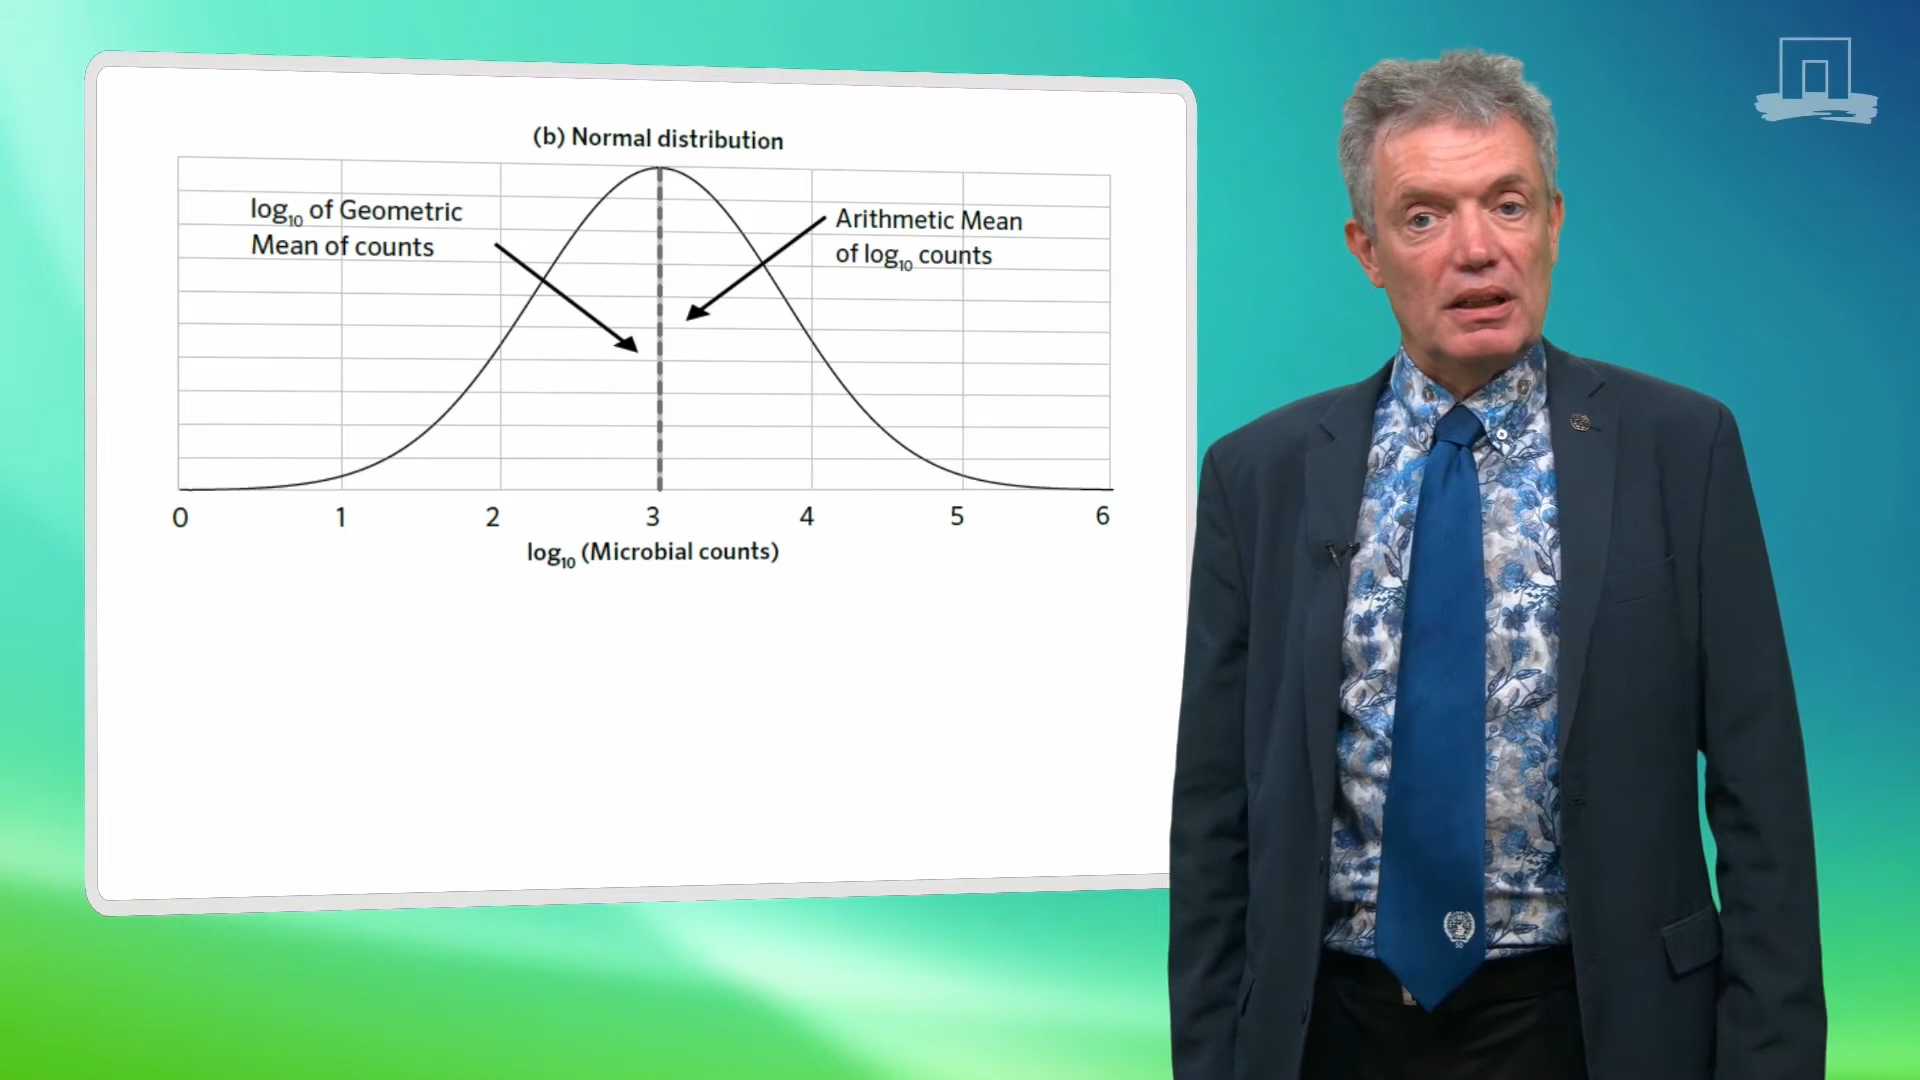 (b) Normal distribution
log₁₀ of Geometric
Mean of counts
Arithmetic Mean
of log₁₀ counts
0 1 2 3 4 5 6
log₁₀ (Microbial counts)
50